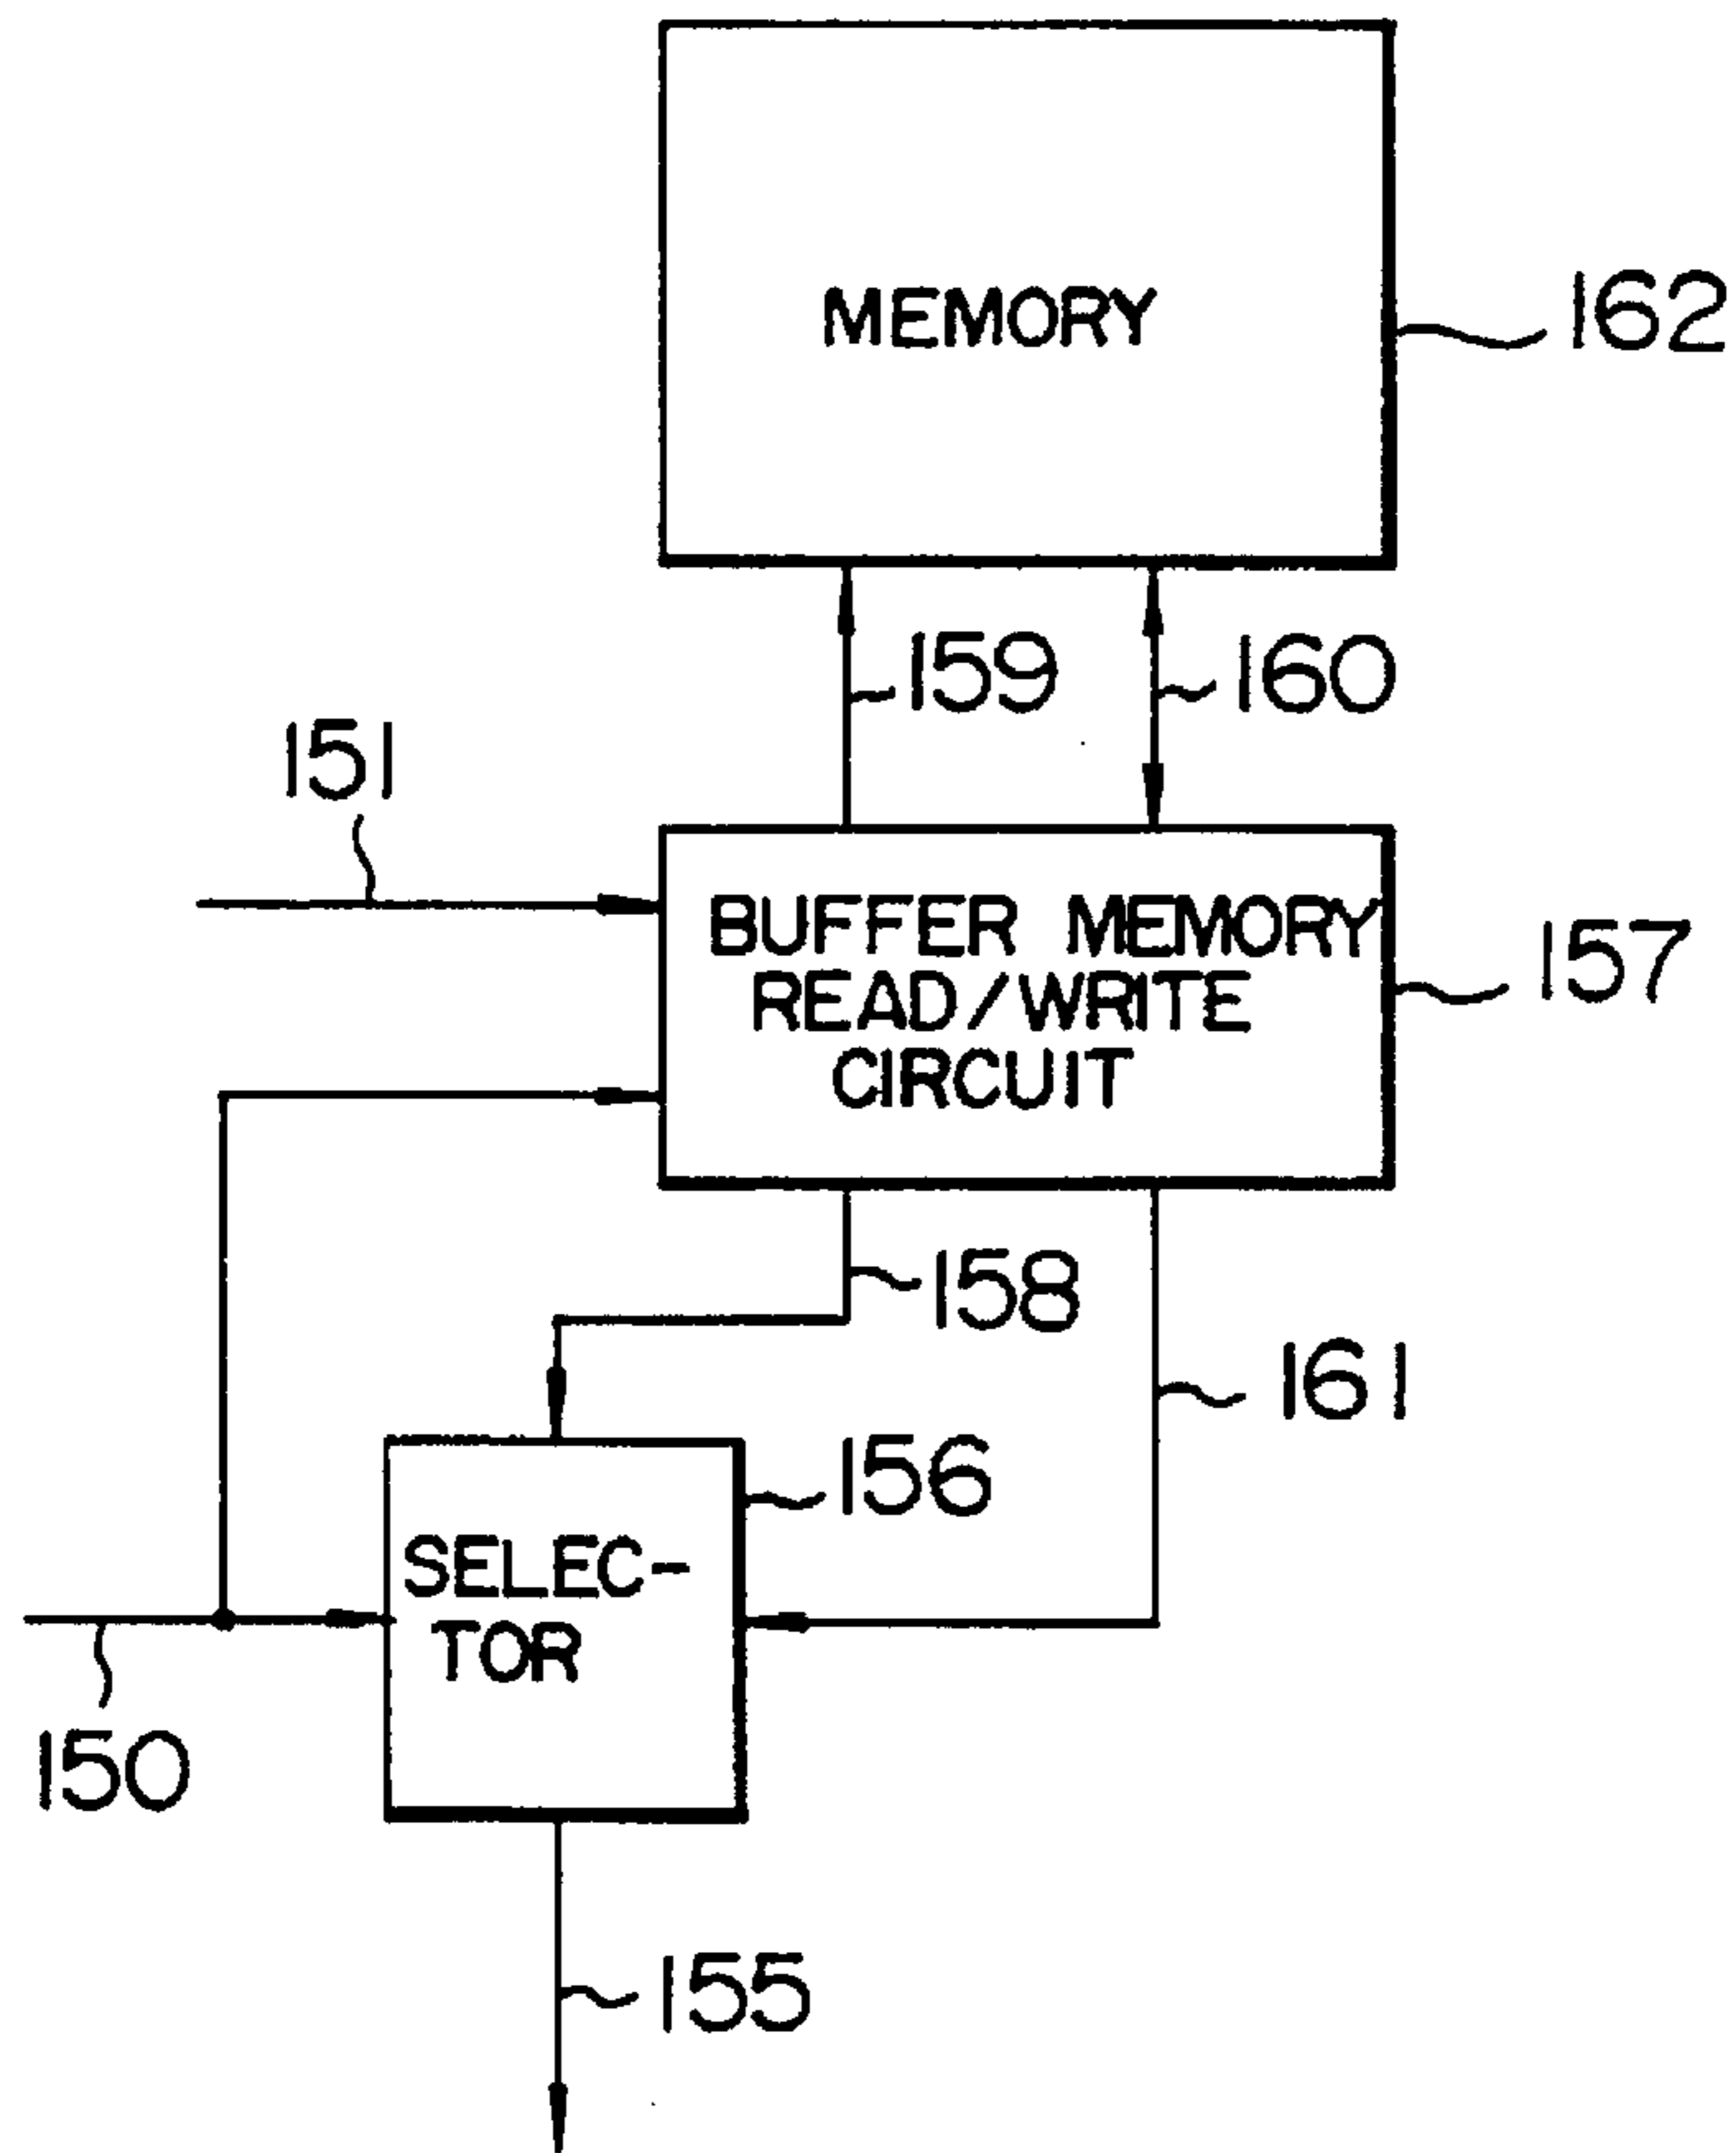 MEMORY
162
159
160
151
BUFFER MEMORY
READ/WRITE
CIRCUIT
157
158
161
156
SELEC-
TOR
150
155